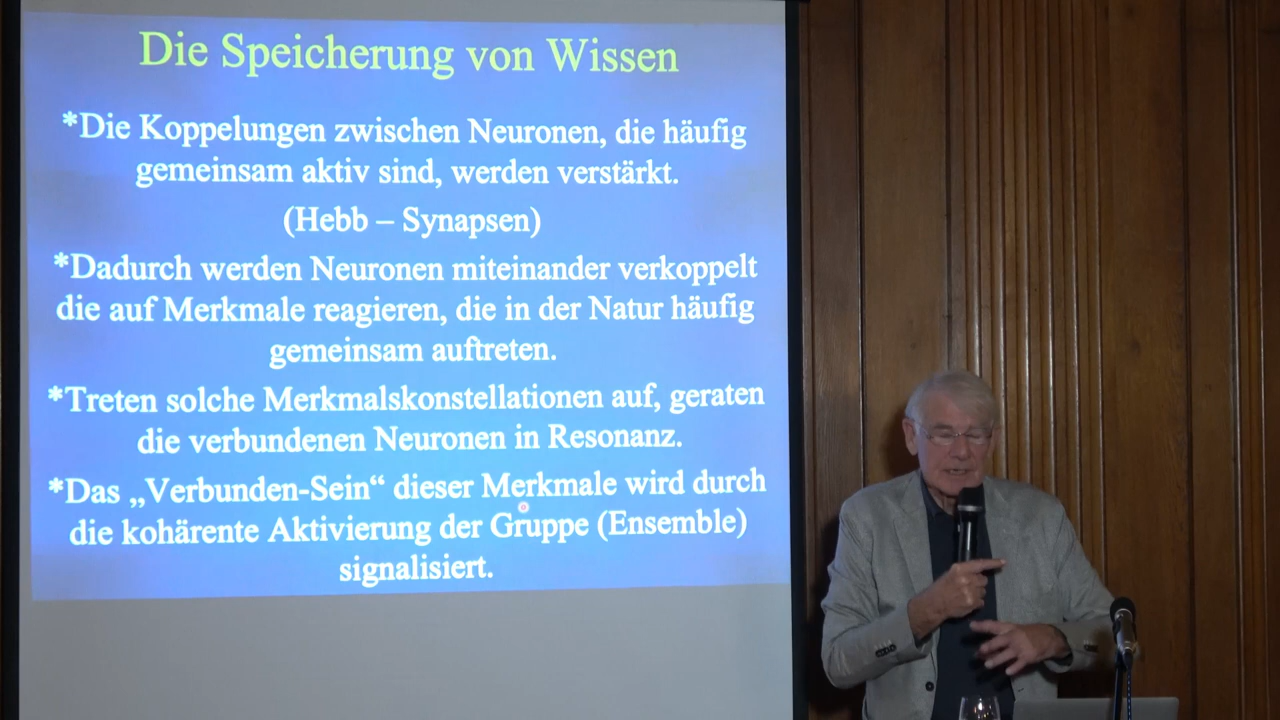 Die Speicherung von Wissen
*Die Koppelungen zwischen Neuronen, die häufig
gemeinsam aktiv sind, werden verstärkt.
(Hebb – Synapsen)
*Dadurch werden Neuronen miteinander verkoppelt
die auf Merkmale reagieren, die in der Natur häufig
gemeinsam auftreten.
*Treten solche Merkmalskonstellationen auf, geraten
die verbundenen Neuronen in Resonanz.
*Das „Verbunden-Sein“ dieser Merkmale wird durch
die kohärente Aktivierung der Gruppe (Ensemble)
signalisiert.